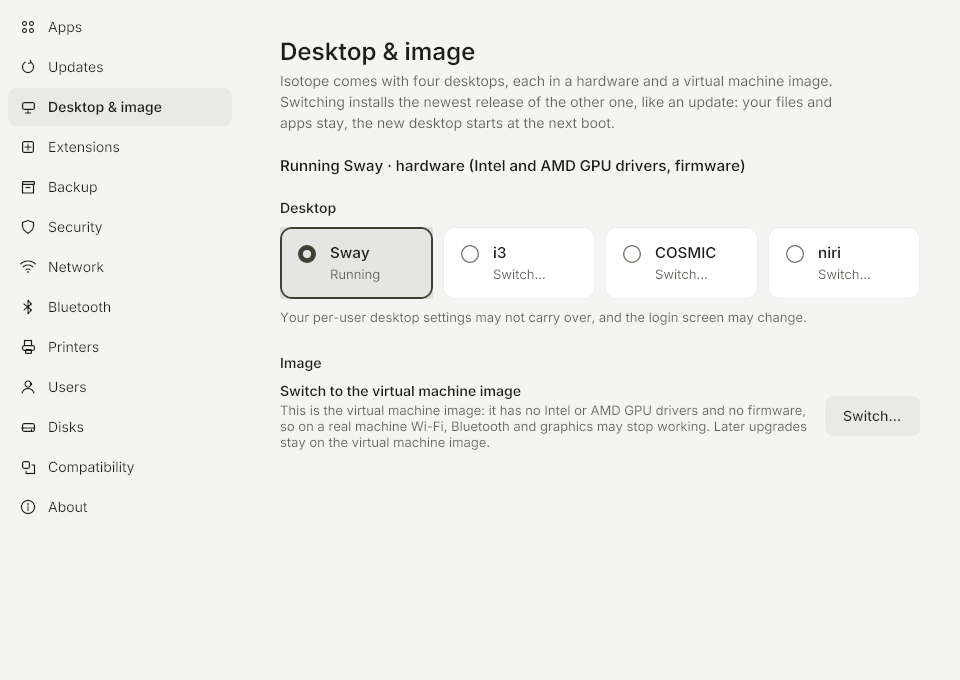 Apps
Updates
Desktop & image
Extensions
Backup
Security
Network
Bluetooth
Printers
Users
Disks
Compatibility
About
Desktop & image
Isotope comes with four desktops, each in a hardware and a virtual machine image.
Switching installs the newest release of the other one, like an update: your files and
apps stay, the new desktop starts at the next boot.
Running Sway · hardware (Intel and AMD GPU drivers, firmware)
Desktop
Sway
Running
i3
Switch...
COSMIC
Switch...
niri
Switch...
Your per-user desktop settings may not carry over, and the login screen may change.
Image
Switch to the virtual machine image
This is the virtual machine image: it has no Intel or AMD GPU drivers and no firmware,
so on a real machine Wi-Fi, Bluetooth and graphics may stop working. Later upgrades
stay on the virtual machine image.
Switch...